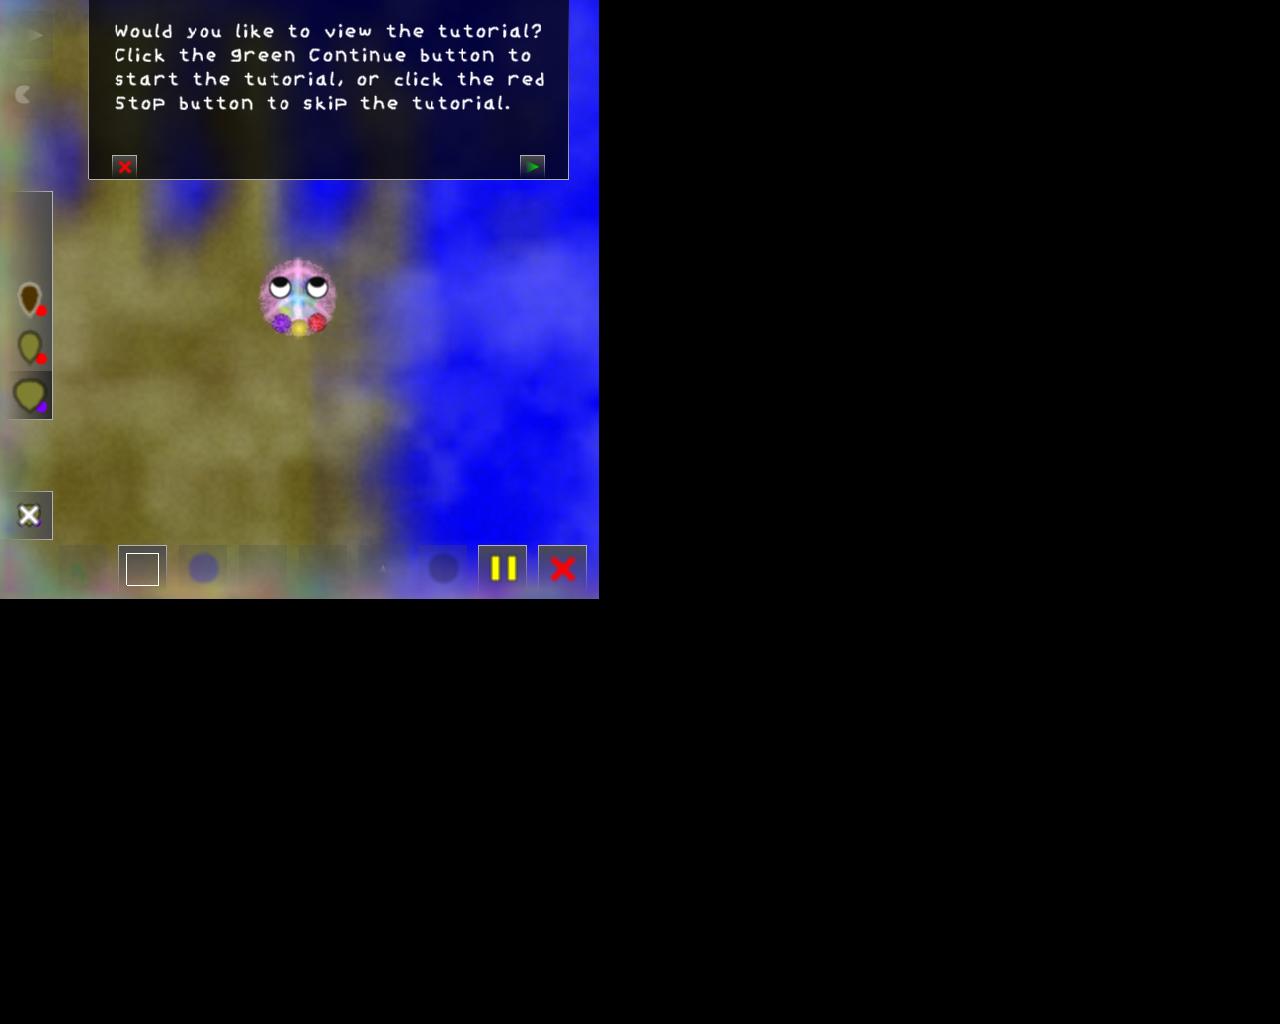 Would you like to view the tutorial?
Click the green Continue button to
start the tutorial, or click the red
Stop button to skip the tutorial.